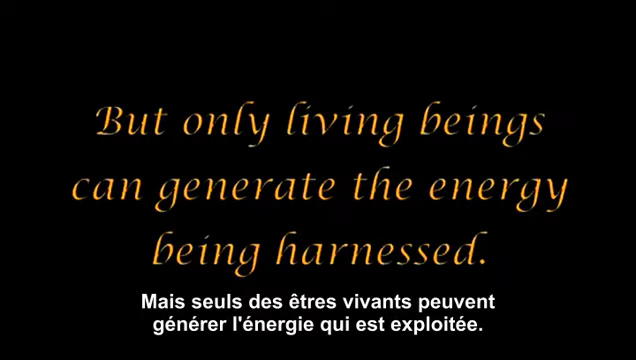 But only living beings
can generate the energy
being harnessed.
Mais seuls des êtres vivants peuvent
générer l'énergie qui est exploitée.